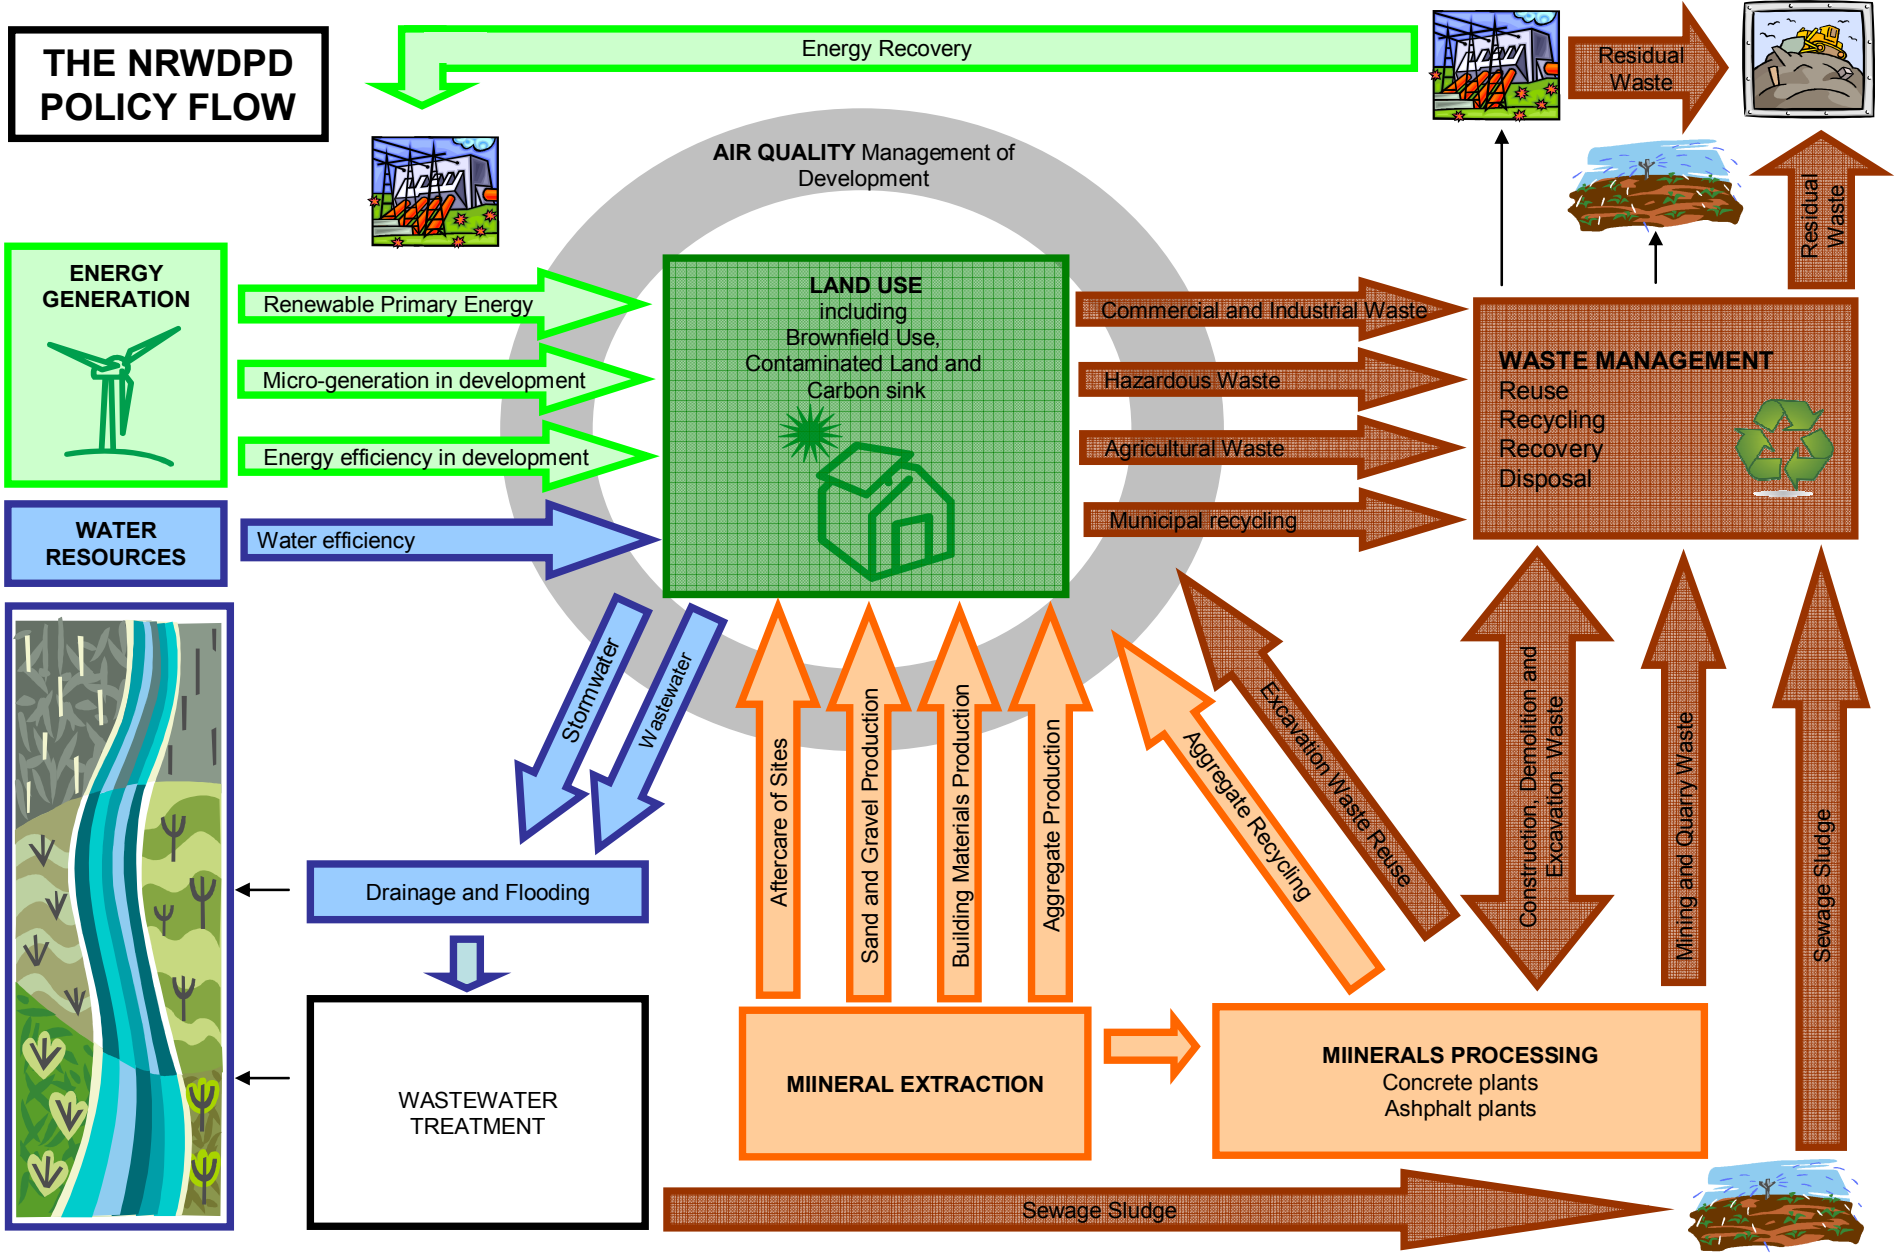 THE NRWDPD
POLICY FLOW
Energy Recovery
Residual
Waste
AIR QUALITY Management of
Development
Residual
Waste
ENERGY
GENERATION
Renewable Primary Energy
Micro-generation in development
Energy efficiency in development
LAND USE
including
Brownfield Use,
Contaminated Land and
Carbon sink
Commercial and Industrial Waste
Hazardous Waste
Agricultural Waste
Municipal recycling
WASTE MANAGEMENT
Reuse
Recycling
Recovery
Disposal
WATER
RESOURCES
Water efficiency
Stormwater
Wastewater
Aftercare of Sites
Sand and Gravel Production
Building Materials Production
Aggregate Production
Aggregate Recycling
Excavation Waste Reuse
Construction, Demolition and
Excavation Waste
Mining and Quarry Waste
Sewage Sludge
Drainage and Flooding
WASTEWATER
TREATMENT
MIINERAL EXTRACTION
MIINERALS PROCESSING
Concrete plants
Ashphalt plants
Sewage Sludge